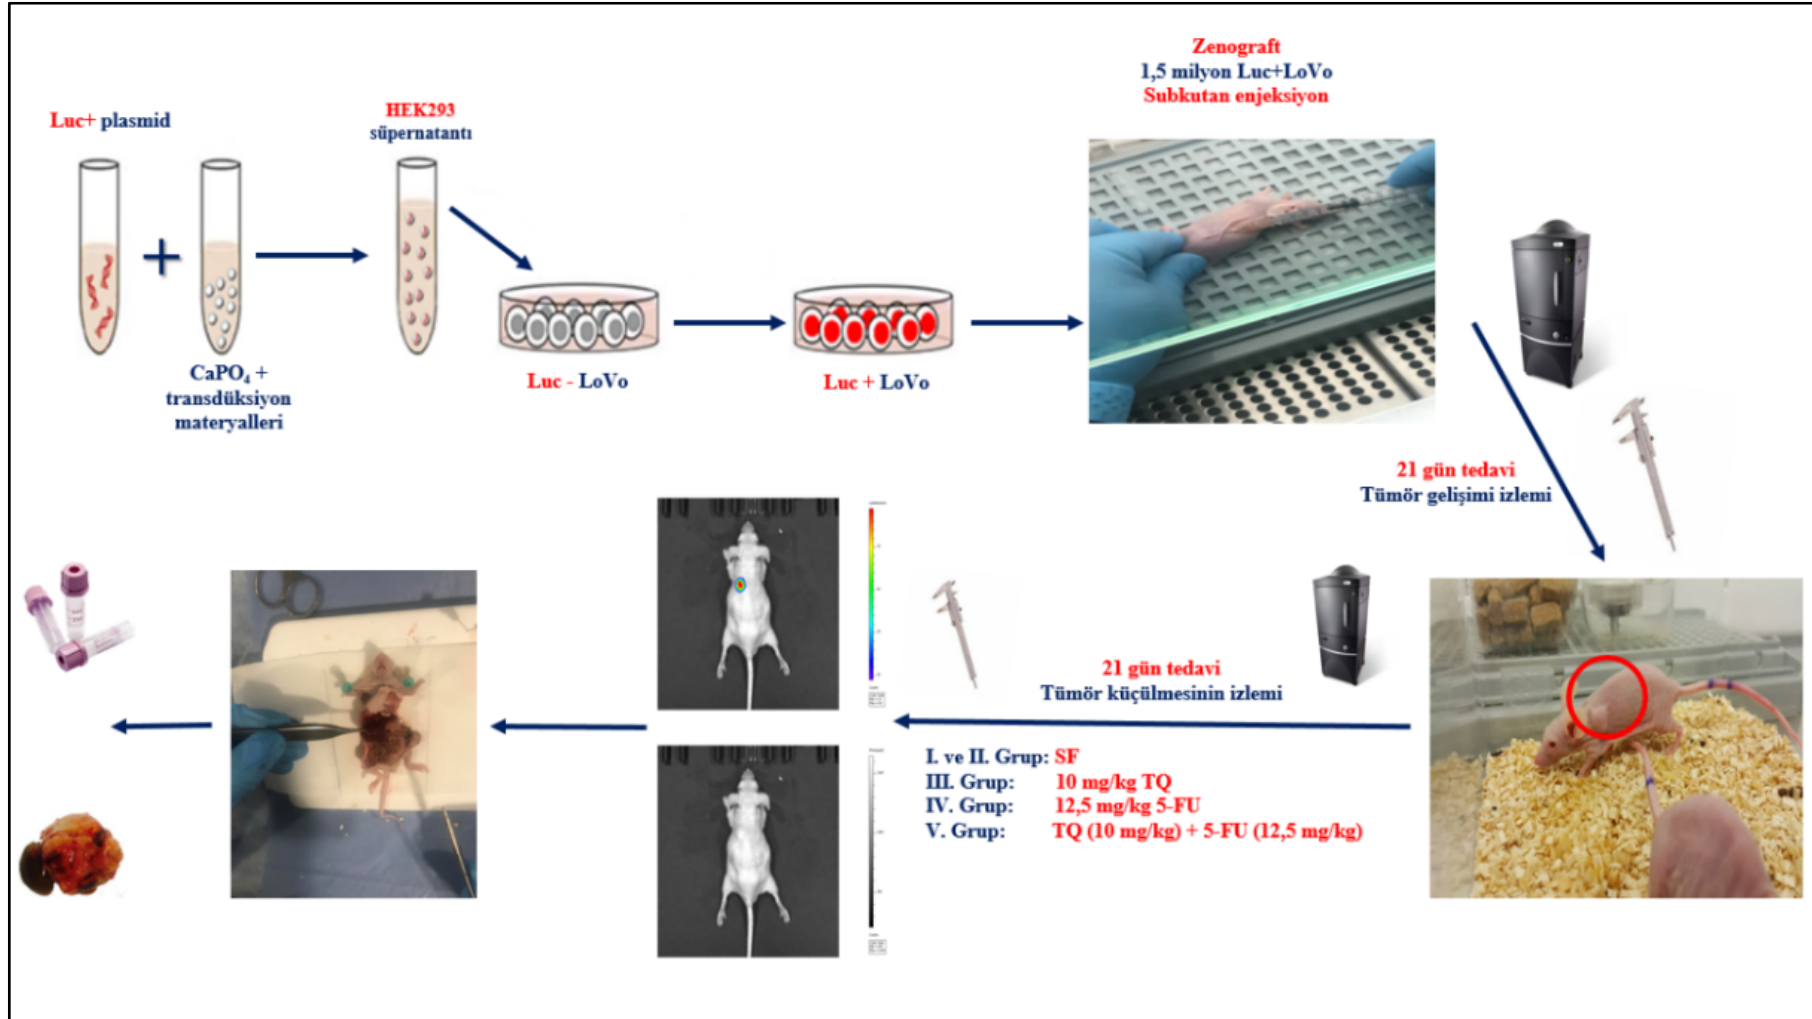 Zenograft
1,5 milyon Luc+LoVo
Subkutan enjeksiyon
Luc+ plasmid
HEK293
süpernatantı
CaPO₄ +
transdüksiyon
materyalleri
Luc - LoVo
Luc + LoVo
21 gün tedavi
Tümör gelişimi izlemi
21 gün tedavi
Tümör küçülmesinin izlemi
I. ve II. Grup: SF
III. Grup: 10 mg/kg TQ
IV. Grup: 12,5 mg/kg 5-FU
V. Grup: TQ (10 mg/kg) + 5-FU (12,5 mg/kg)